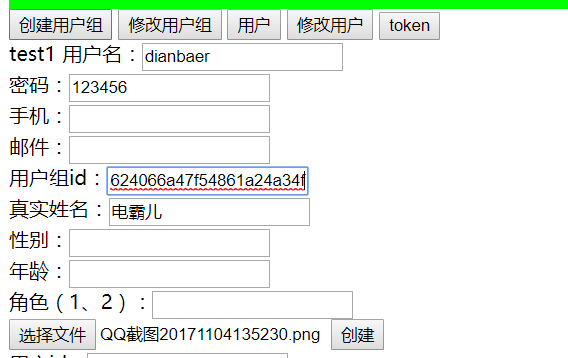 创建用户组 修改用户组 用户 修改用户 token
test1 用户名：dianbaer
密码：123456
手机：
邮件：
用户组id：624066a47f54861a24a34f
真实姓名：电霸儿
性别：
年龄：
角色（1、2）：
选择文件 QQ截图20171104135230.png 创建